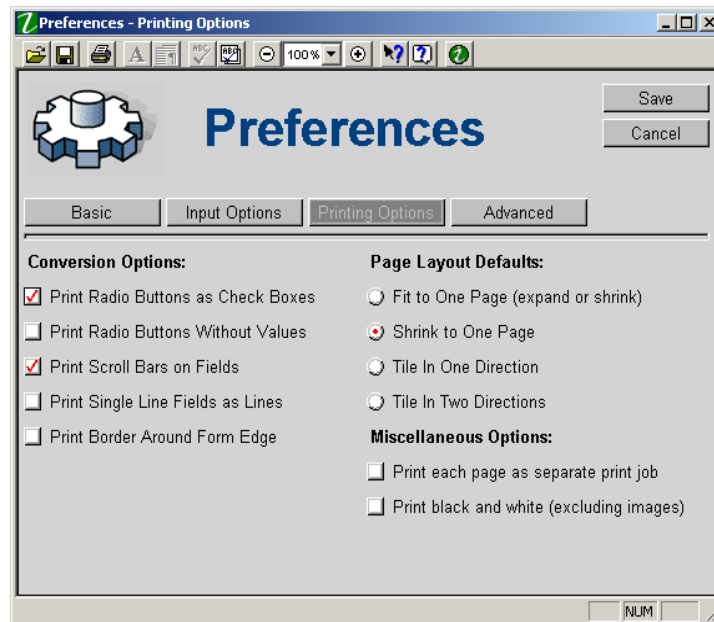 Preferences - Printing Options
A ABC ABC 100% ? ?
Preferences
Save
Cancel
Basic Input Options Printing Options Advanced
Conversion Options:
Print Radio Buttons as Check Boxes
Print Radio Buttons Without Values
Print Scroll Bars on Fields
Print Single Line Fields as Lines
Print Border Around Form Edge
Page Layout Defaults:
Fit to One Page (expand or shrink)
Shrink to One Page
Tile In One Direction
Tile In Two Directions
Miscellaneous Options:
Print each page as separate print job
Print black and white (excluding images)
NUM